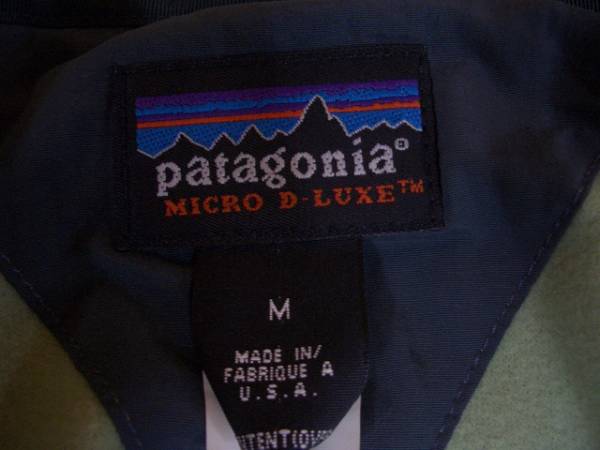 patagonia®
MICRO D-LUXE™
M
MADE IN/
FABRIQUE A
U.S.A.